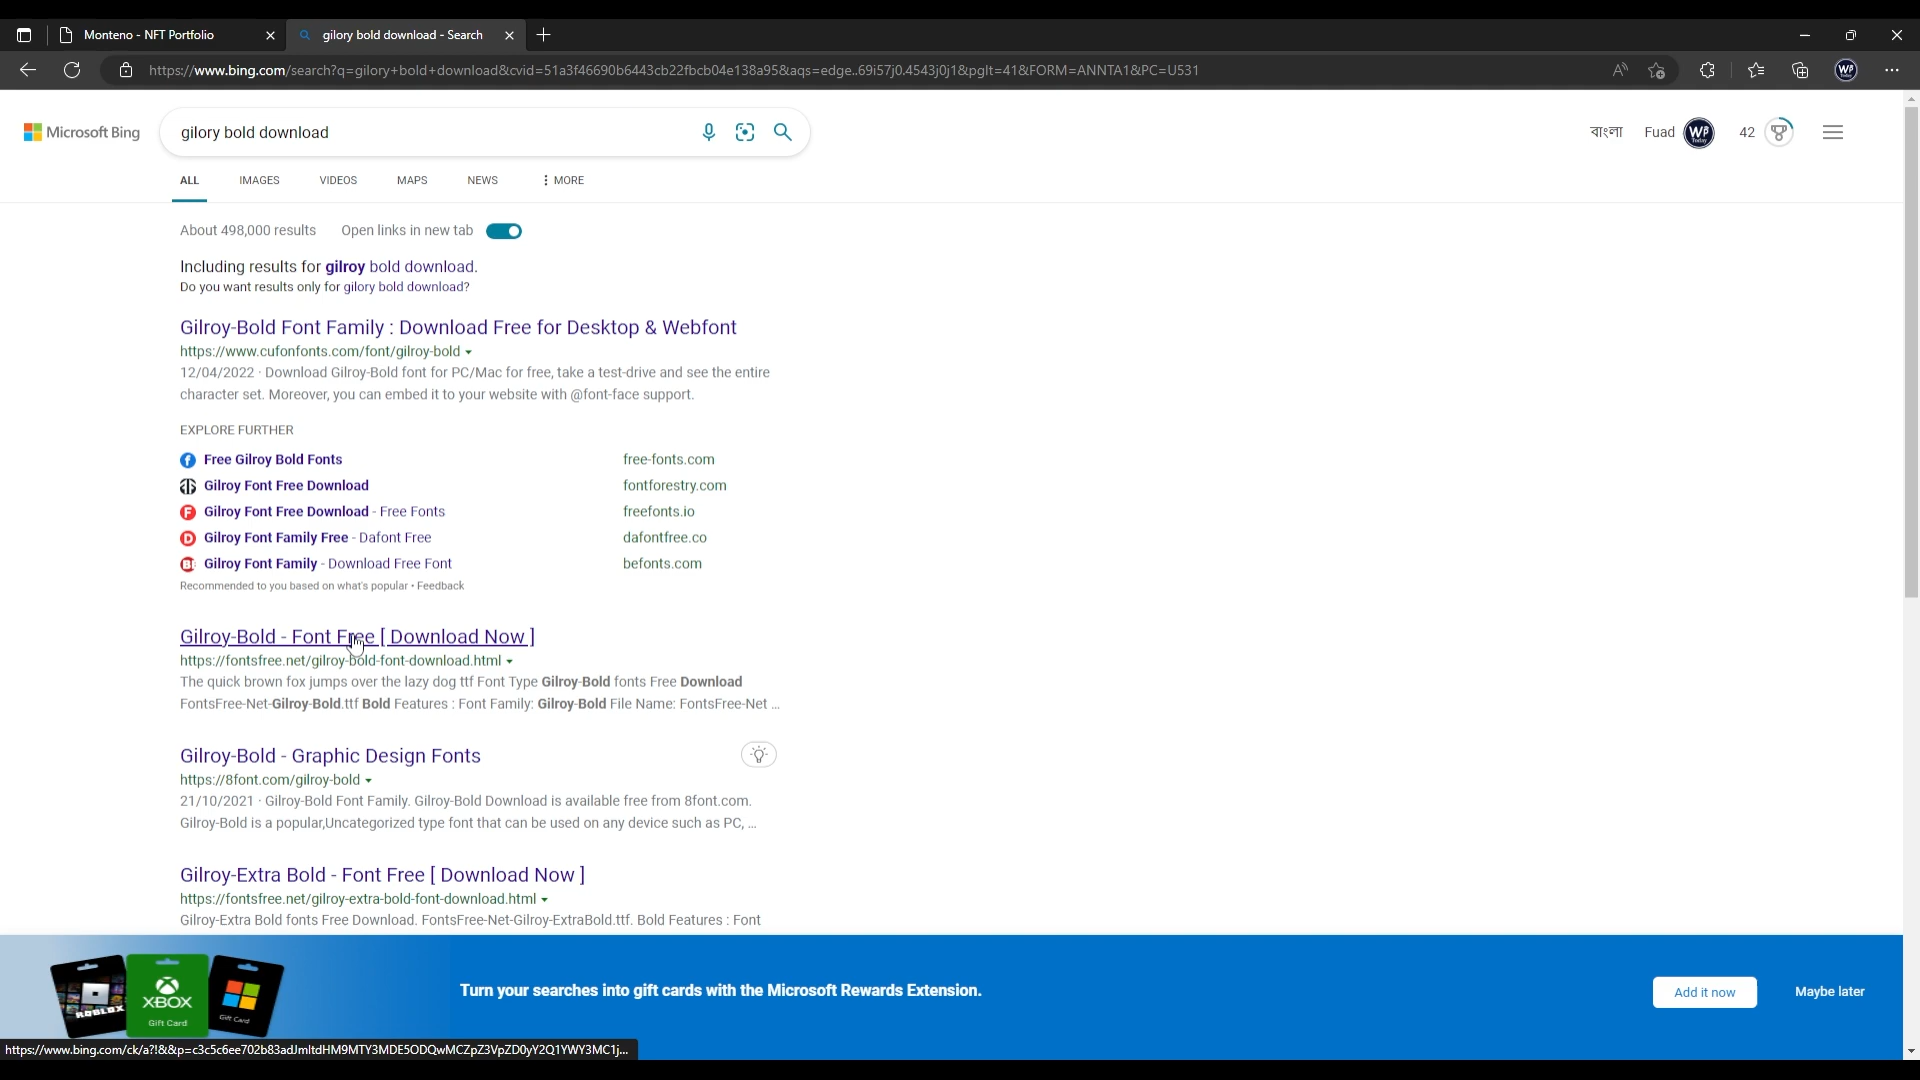 Monteno - NFT Portfolio
gilory bold download - Search
https://www.bing.com/search?q=gilory+bold+download&cvid=51a3f46690b6443cb22fbcb04e138a95&aqs=edge..69i57j0.4543j0j1&pglt=41&FORM=ANNTA1&PC=U531
Microsoft Bing
gilory bold download
বাংলা
Fuad
42
ALL
IMAGES
VIDEOS
MAPS
NEWS
MORE
About 498,000 results
Open links in new tab
Including results for gilroy bold download.
Do you want results only for gilory bold download?
Gilroy-Bold Font Family : Download Free for Desktop & Webfont
https://www.cufonfonts.com/font/gilroy-bold
12/04/2022 · Download Gilroy-Bold font for PC/Mac for free, take a test-drive and see the entire
character set. Moreover, you can embed it to your website with @font-face support.
EXPLORE FURTHER
Free Gilroy Bold Fonts
free-fonts.com
Gilroy Font Free Download
fontforestry.com
Gilroy Font Free Download - Free Fonts
freefonts.io
Gilroy Font Family Free - Dafont Free
dafontfree.co
Gilroy Font Family - Download Free Font
befonts.com
Recommended to you based on what's popular • Feedback
Gilroy-Bold - Font Free [ Download Now ]
https://fontsfree.net/gilroy-bold-font-download.html
The quick brown fox jumps over the lazy dog ttf Font Type Gilroy-Bold fonts Free Download
FontsFree-Net-Gilroy-Bold.ttf Bold Features : Font Family: Gilroy-Bold File Name: FontsFree-Net ...
Gilroy-Bold - Graphic Design Fonts
https://8font.com/gilroy-bold
21/10/2021 · Gilroy-Bold Font Family. Gilroy-Bold Download is available free from 8font.com.
Gilroy-Bold is a popular,Uncategorized type font that can be used on any device such as PC, ...
Gilroy-Extra Bold - Font Free [ Download Now ]
https://fontsfree.net/gilroy-extra-bold-font-download.html
Gilroy-Extra Bold fonts Free Download. FontsFree-Net-Gilroy-ExtraBold.ttf. Bold Features : Font
ROBLOX
XBOX
Gift Card
Gift Card
Turn your searches into gift cards with the Microsoft Rewards Extension.
Add it now
Maybe later